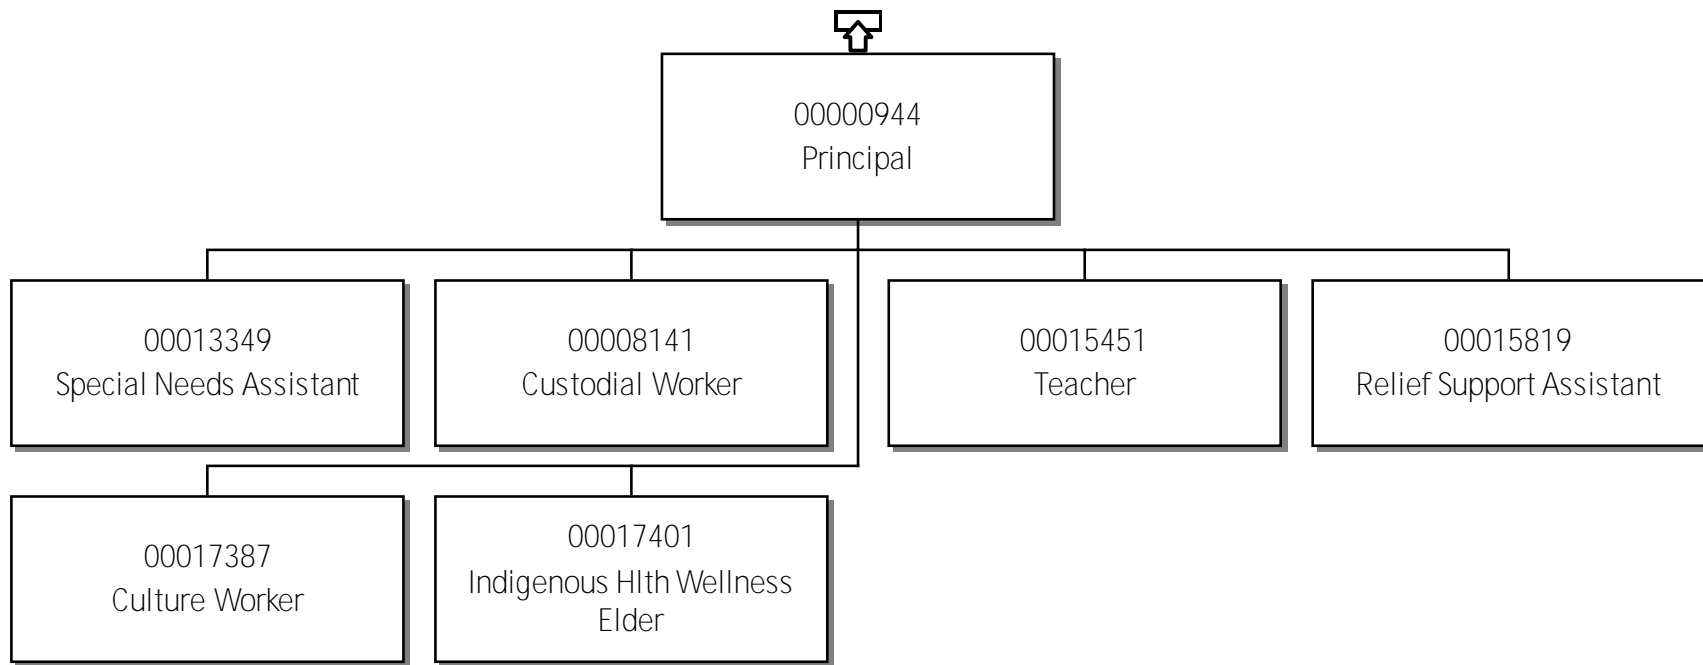 00000944
Principal
00013349
Special Needs Assistant
00008141
Custodial Worker
00015451
Teacher
00015819
Relief Support Assistant
00017387
Culture Worker
00017401
Indigenous Hlth Wellness
Elder